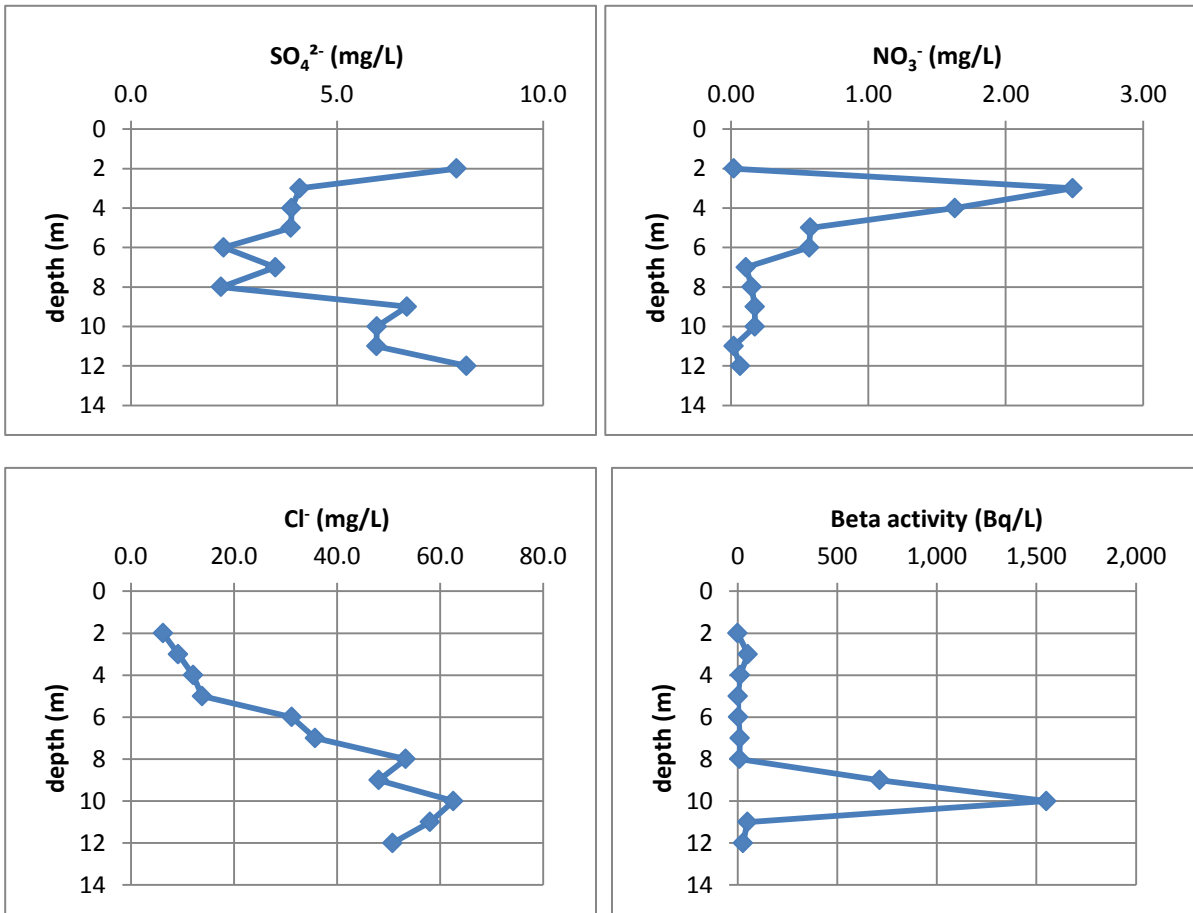 SO₄²⁻ (mg/L)
0.0 5.0 10.0
0
2
4
6
8
10
12
14
depth (m)
NO₃⁻ (mg/L)
0.00 1.00 2.00 3.00
0
2
4
6
8
10
12
14
depth (m)
Cl⁻ (mg/L)
0.0 20.0 40.0 60.0 80.0
0
2
4
6
8
10
12
14
depth (m)
Beta activity (Bq/L)
0 500 1,000 1,500 2,000
0
2
4
6
8
10
12
14
depth (m)